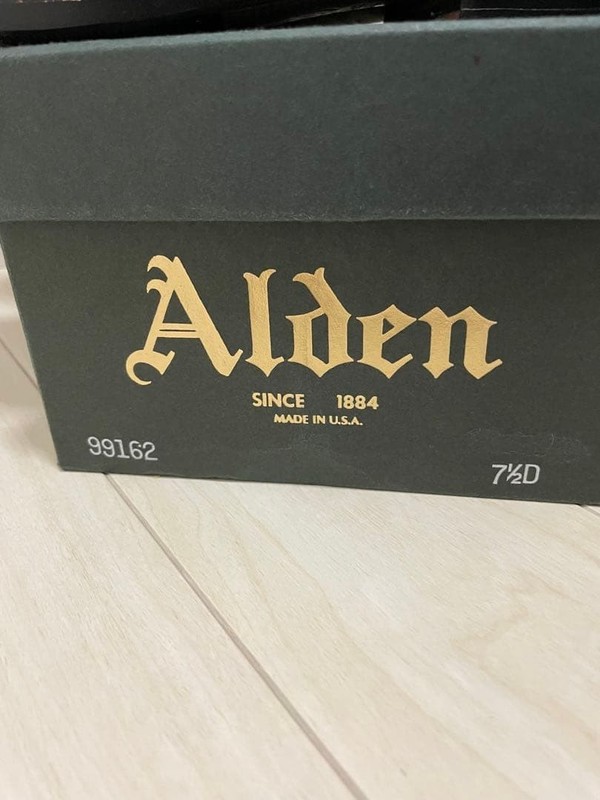 Alden
SINCE 1884
MADE IN U.S.A.
99162
7½D